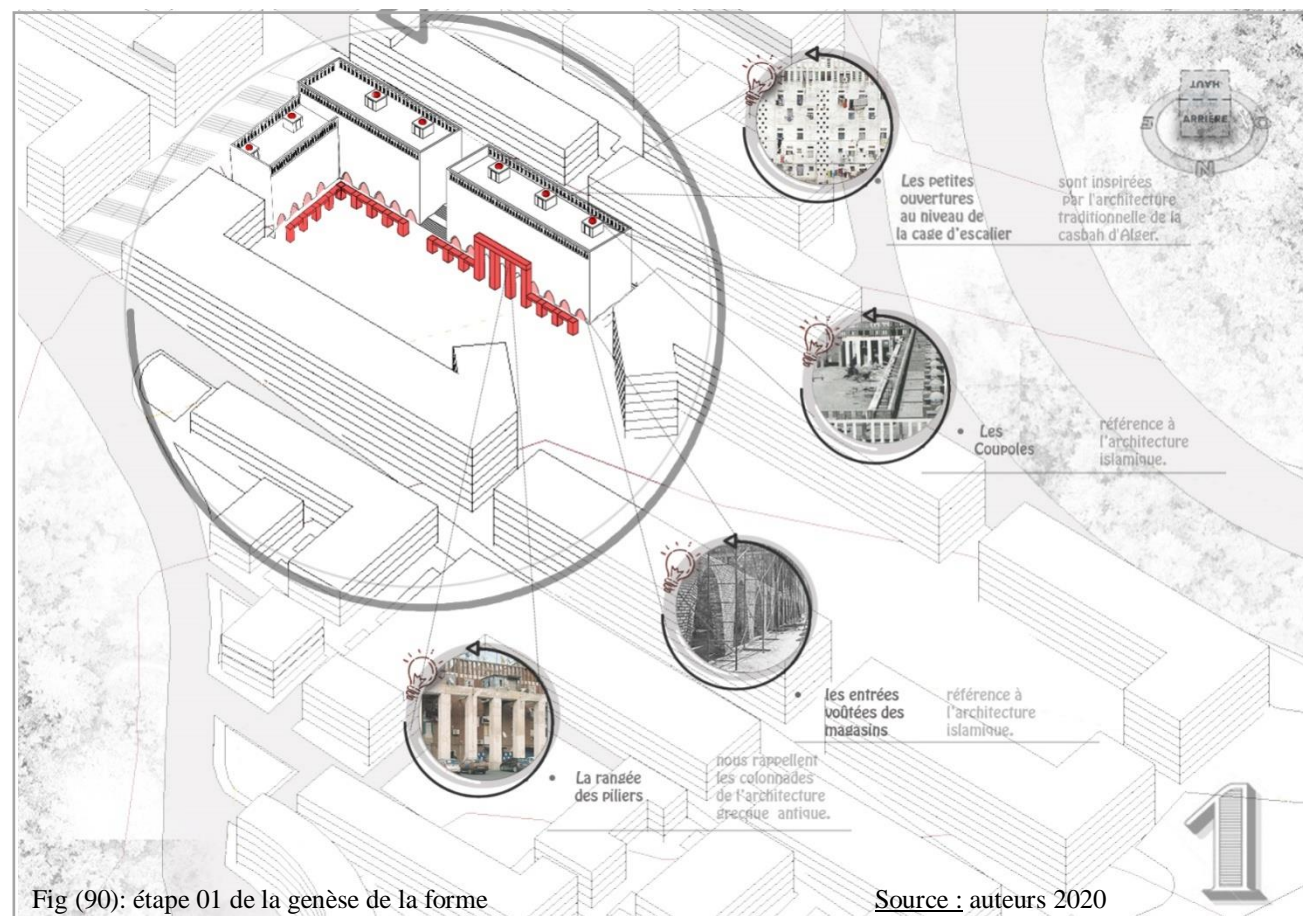 HAUT
ARRIÈRE
N
• Les petites
ouvertures
au niveau de
la cage d'escalier
sont inspirées
par l'architecture
traditionnelle de la
casbah d'Alger.
• Les
Coupoles
référence à
l'architecture
islamique.
• les entrées
voûtées des
magasins
référence à
l'architecture
islamique.
• La rangée
des piliers
nous rappellent
les colonnades
de l'architecture
grecque antique.
1
Fig (90): étape 01 de la genèse de la forme
Source : auteurs 2020